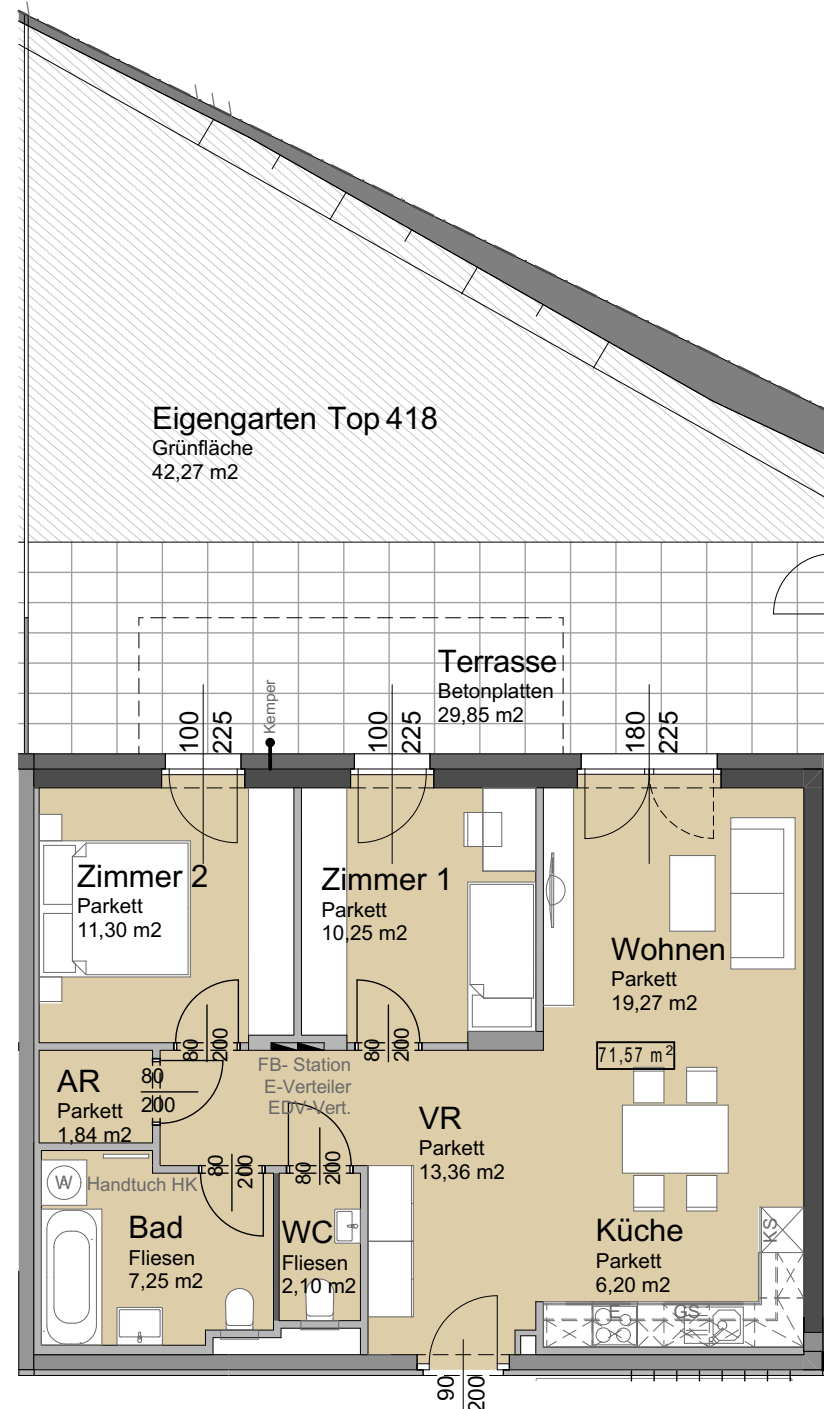 Eigengarten Top 418
Grünfläche
42,27 m2
Terrasse
Betonplatten
29,85 m2
100
225
Kemper
100
225
180
225
Zimmer 2
Parkett
11,30 m2
Zimmer 1
Parkett
10,25 m2
Wohnen
Parkett
19,27 m2
71,57 m²
80
200
80
200
FB- Station
E-Verteiler
EDV-Vert.
AR
Parkett
1,84 m2
80
200
VR
Parkett
13,36 m2
80
200
80
200
W
Handtuch HK
Bad
Fliesen
7,25 m2
WC
Fliesen
2,10 m2
Küche
Parkett
6,20 m2
KS
E
GS
90
200